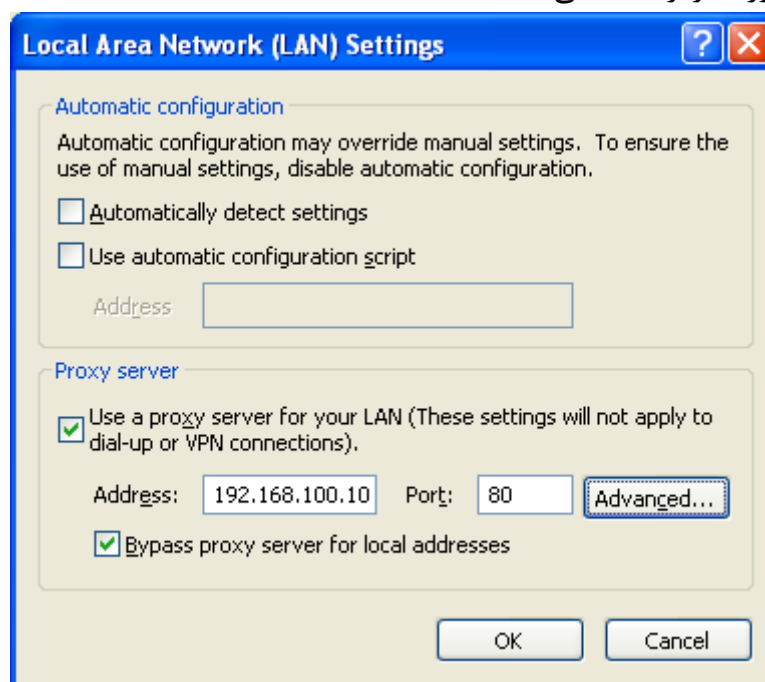 Local Area Network (LAN) Settings
Automatic configuration
Automatic configuration may override manual settings. To ensure the
use of manual settings, disable automatic configuration.
Automatically detect settings
Use automatic configuration script
Address
Proxy server
Use a proxy server for your LAN (These settings will not apply to
dial-up or VPN connections).
Address: 192.168.100.10 Port: 80 Advanced...
Bypass proxy server for local addresses
OK Cancel